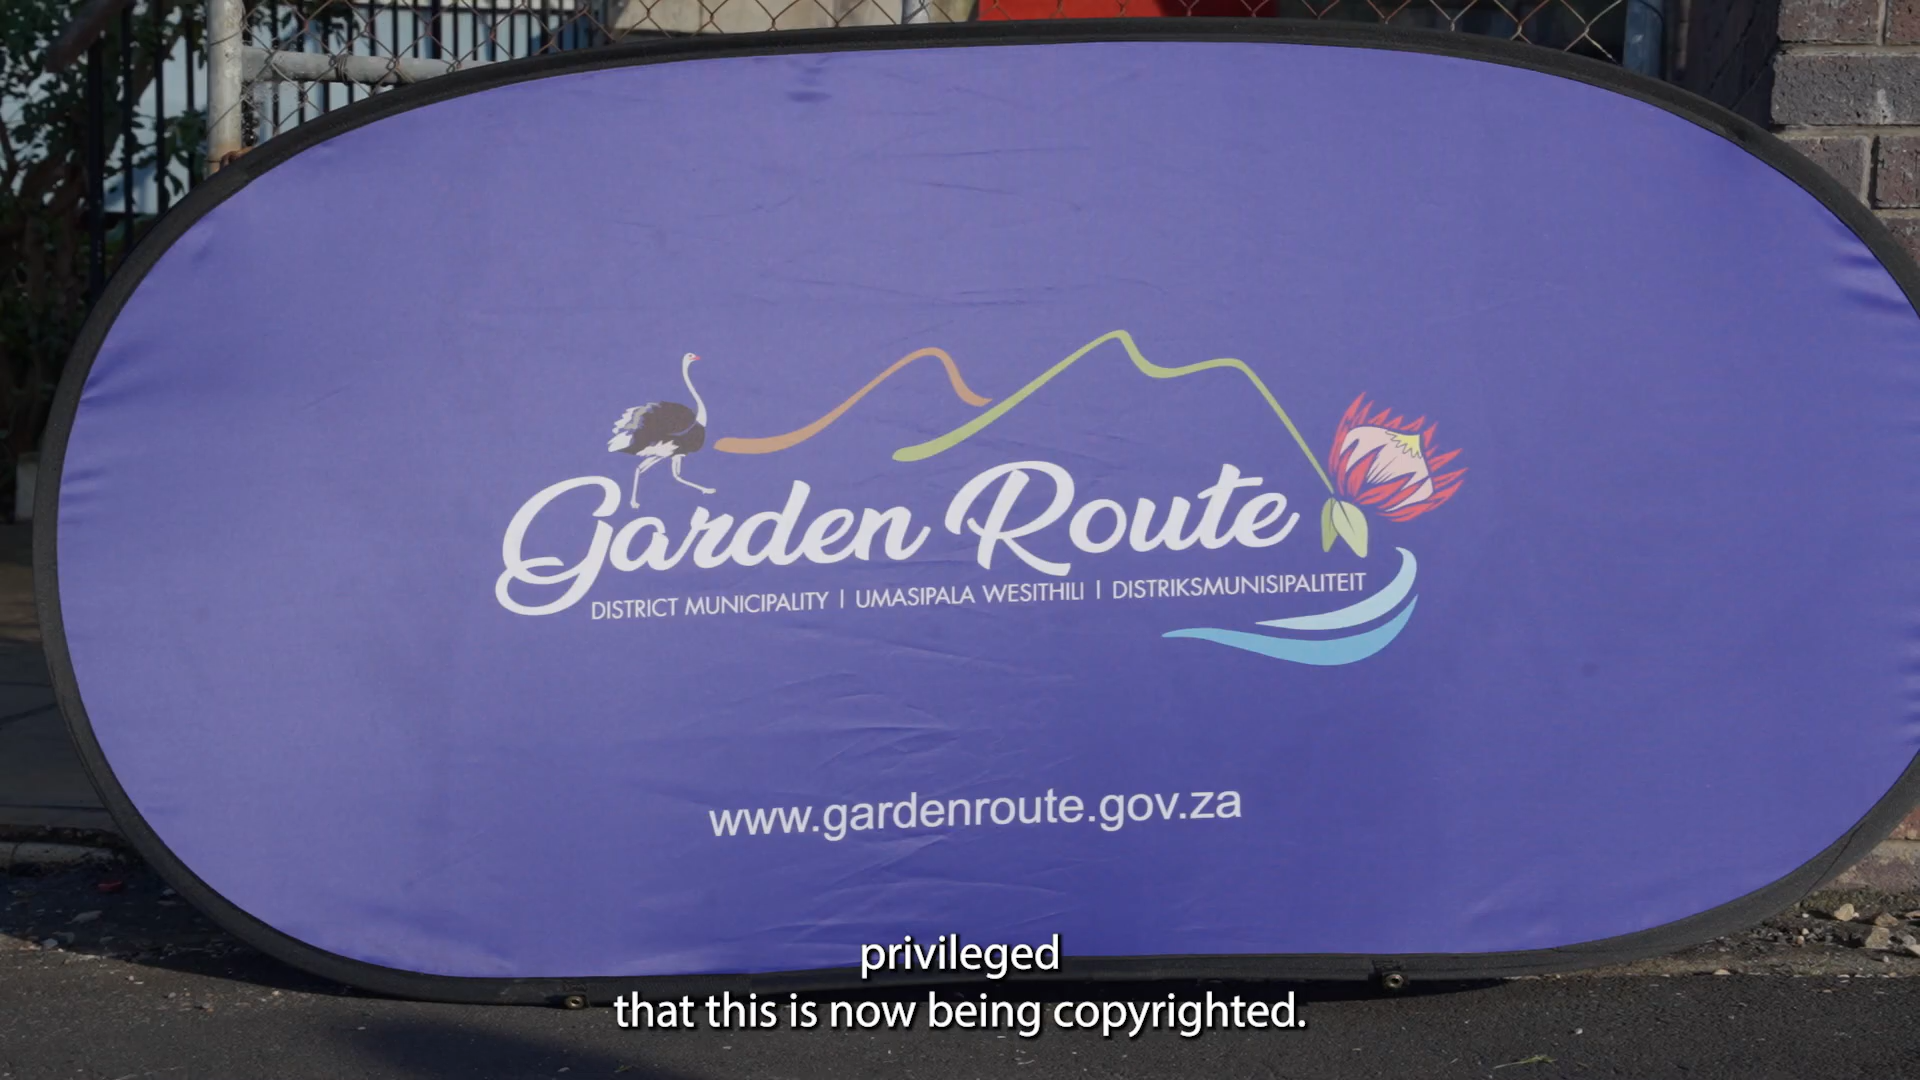 Garden Route
DISTRICT MUNICIPALITY | UMASIPALA WESITHILI | DISTRIKSMUNISIPALITEIT
www.gardenroute.gov.za
privileged
that this is now being copyrighted.